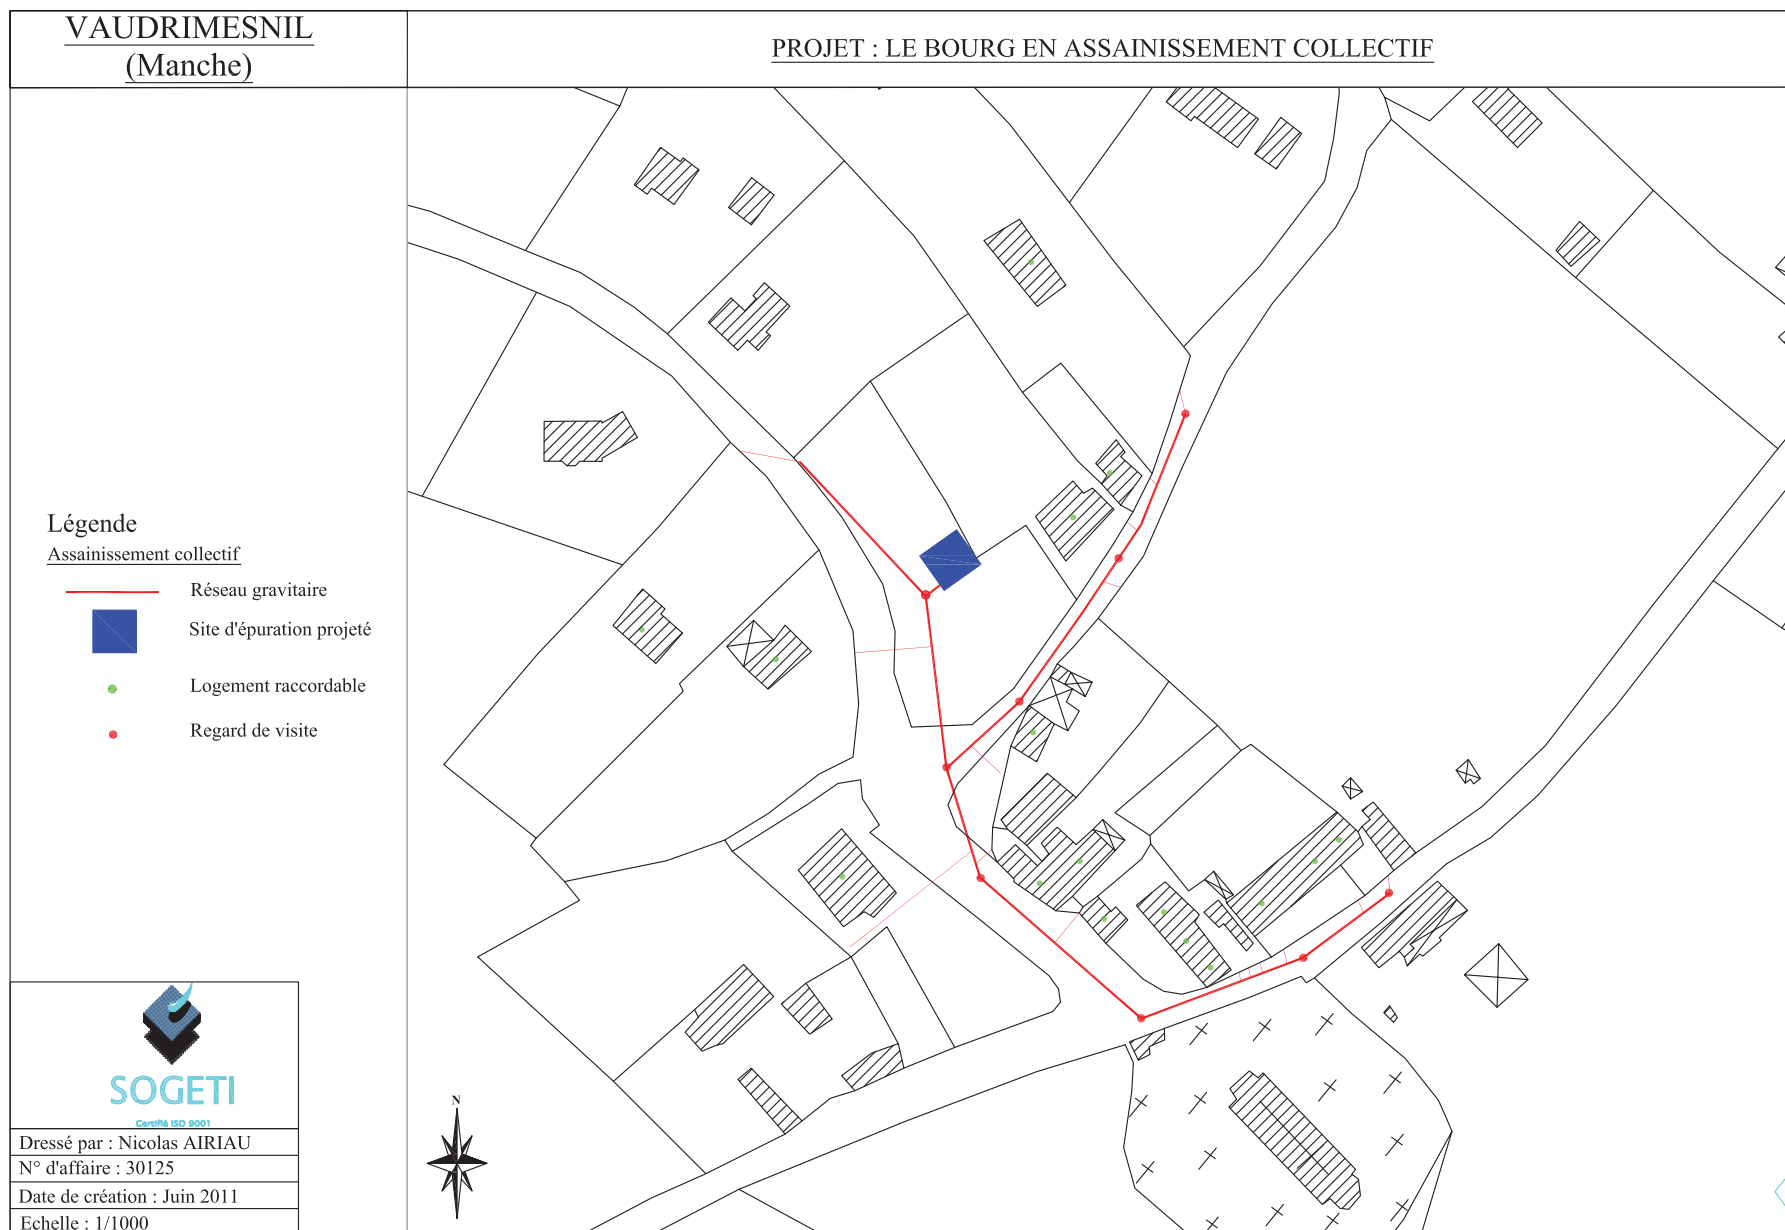 VAUDRIMESNIL
(Manche)
PROJET : LE BOURG EN ASSAINISSEMENT COLLECTIF
Légende
Assainissement collectif
Réseau gravitaire
Site d'épuration projeté
Logement raccordable
Regard de visite
SOGETI
Certifié ISO 9001
Dressé par : Nicolas AIRIAU
N° d'affaire : 30125
Date de création : Juin 2011
Echelle : 1/1000
N